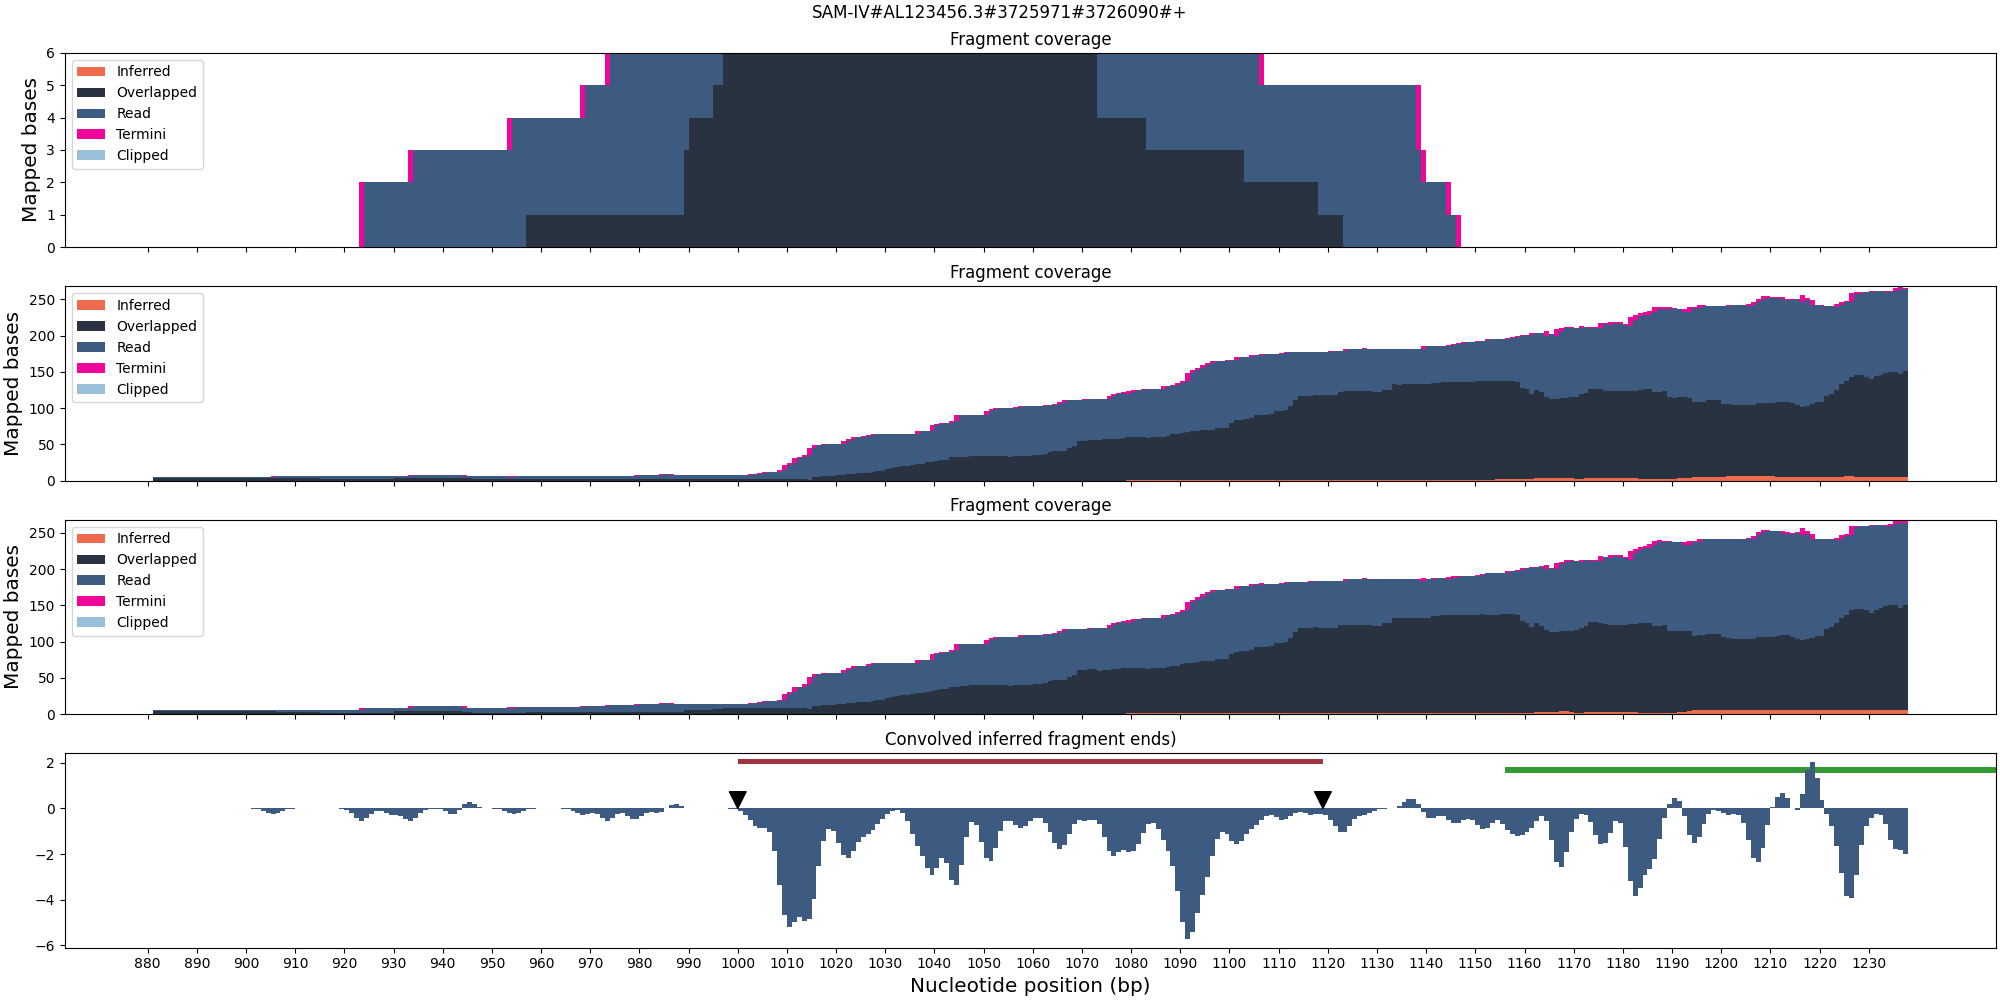 SAM-IV#AL123456.3#3725971#3726090#+
Fragment coverage
Mapped bases
6
5
4
3
2
1
0
Inferred
Overlapped
Read
Termini
Clipped
Fragment coverage
Mapped bases
250
200
150
100
50
0
Inferred
Overlapped
Read
Termini
Clipped
Fragment coverage
Mapped bases
250
200
150
100
50
0
Inferred
Overlapped
Read
Termini
Clipped
Convolved inferred fragment ends)
2
0
−2
−4
−6
880 890 900 910 920 930 940 950 960 970 980 990 1000 1010 1020 1030 1040 1050 1060 1070 1080 1090 1100 1110 1120 1130 1140 1150 1160 1170 1180 1190 1200 1210 1220 1230
Nucleotide position (bp)